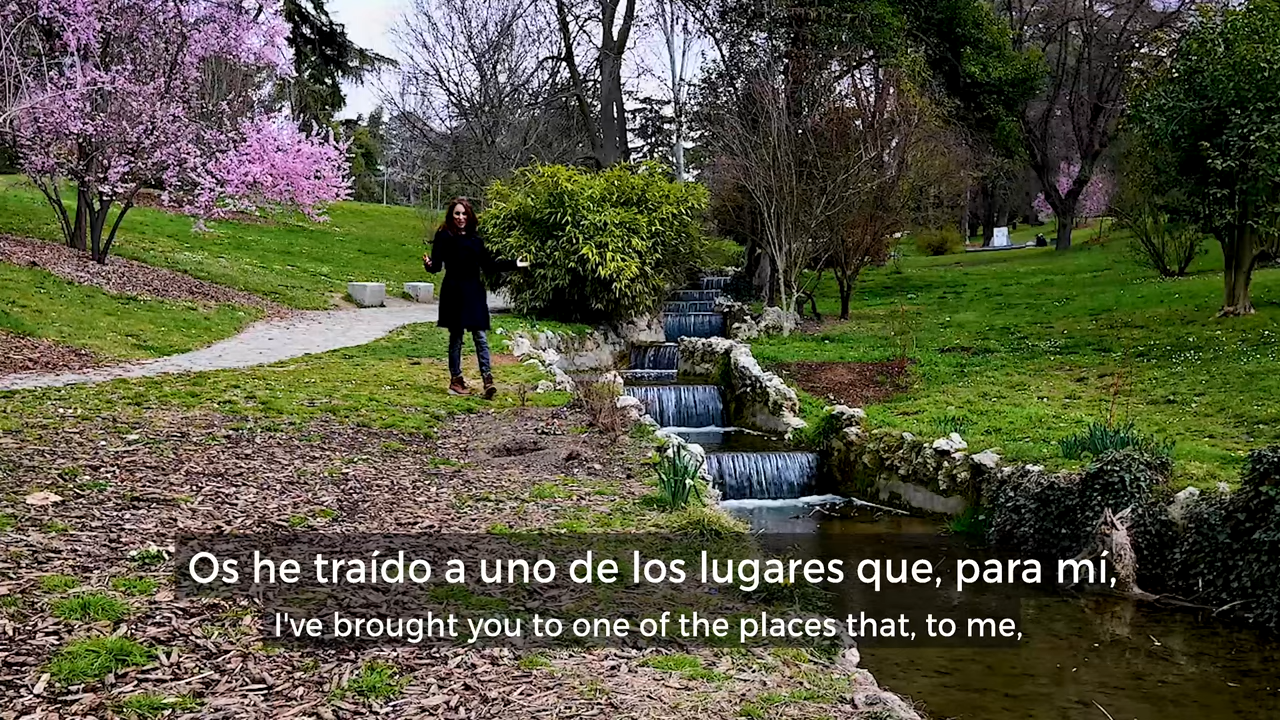 Os he traído a uno de los lugares que, para mí,
I've brought you to one of the places that, to me,